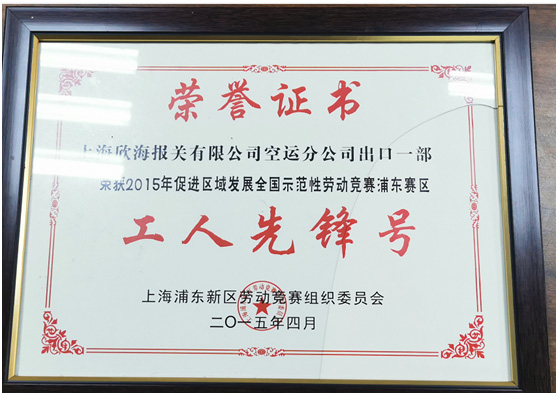 荣誉证书
上海欣海报关有限公司空运分公司出口一部
荣获2015年促进区域发展全国示范性劳动竞赛浦东赛区
工人先锋号
上海浦东新区劳动竞赛组织委员会
二〇一五年四月